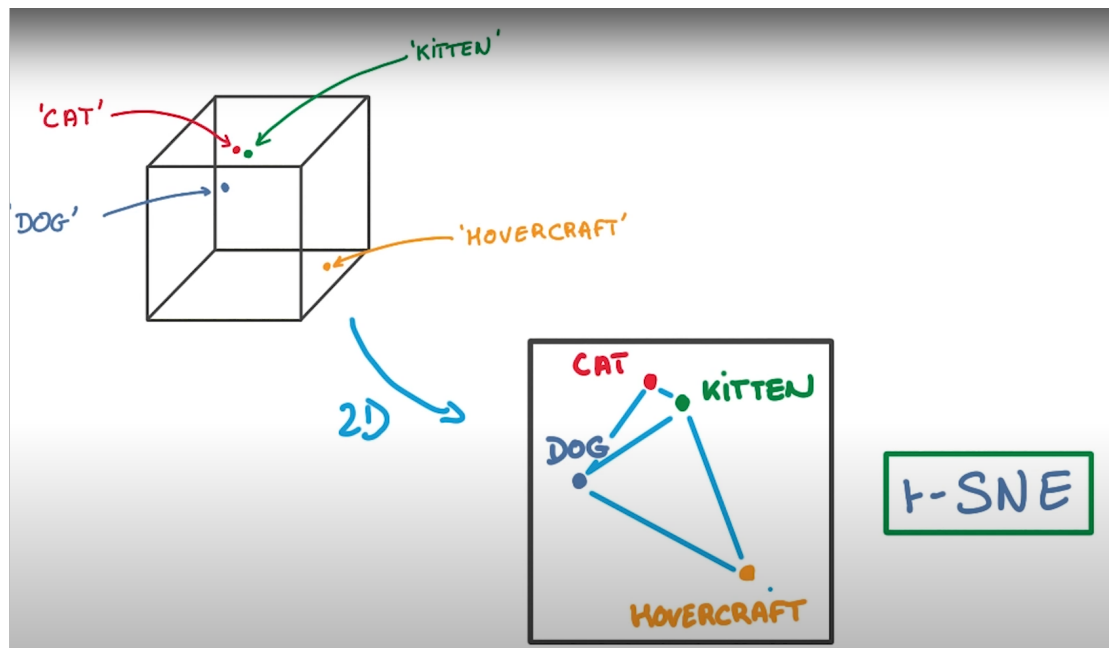 'KiTTEN'
'CAT'
'DOG'
'HOVERCRAFT'
2D
CAT
KiTTEN
DOG
HOVERCRAFT
t-SNE